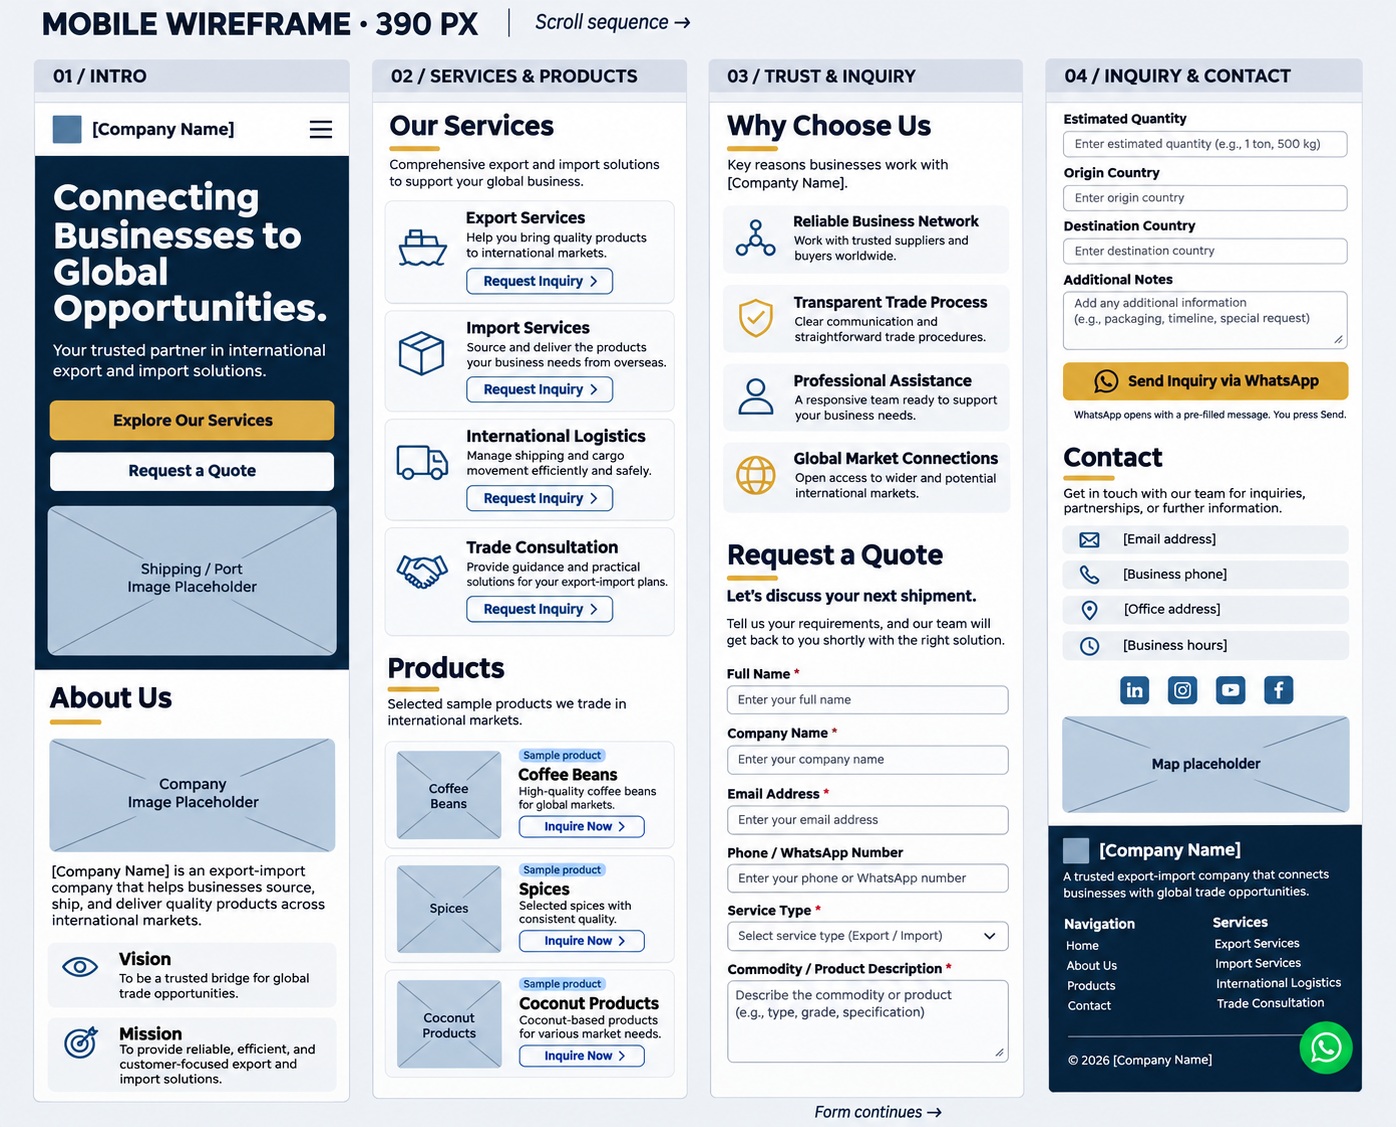 MOBILE WIREFRAME • 390 PX
Scroll sequence →
01 / INTRO
[Company Name]
Connecting
Businesses to
Global
Opportunities.
Your trusted partner in international
export and import solutions.
Explore Our Services
Request a Quote
Shipping / Port
Image Placeholder
About Us
Company
Image Placeholder
[Company Name] is an export-import
company that helps businesses source,
ship, and deliver quality products across
international markets.
Vision
To be a trusted bridge for global
trade opportunities.
Mission
To provide reliable, efficient, and
customer-focused export and
import solutions.
02 / SERVICES & PRODUCTS
Our Services
Comprehensive export and import solutions
to support your global business.
Export Services
Help you bring quality products
to international markets.
Request Inquiry >
Import Services
Source and deliver the products
your business needs from overseas.
Request Inquiry >
International Logistics
Manage shipping and cargo
movement efficiently and safely.
Request Inquiry >
Trade Consultation
Provide guidance and practical
solutions for your export-import plans.
Request Inquiry >
Products
Selected sample products we trade in
international markets.
Coffee
Beans
Sample product
Coffee Beans
High-quality coffee beans
for global markets.
Inquire Now >
Spices
Sample product
Spices
Selected spices with
consistent quality.
Inquire Now >
Coconut
Products
Sample product
Coconut Products
Coconut-based products
for various market needs.
Inquire Now >
03 / TRUST & INQUIRY
Why Choose Us
Key reasons businesses work with
[Companty Name].
Reliable Business Network
Work with trusted suppliers and
buyers worldwide.
Transparent Trade Process
Clear communication and
straightforward trade procedures.
Professional Assistance
A responsive team ready to support
your business needs.
Global Market Connections
Open access to wider and potential
international markets.
Request a Quote
Let's discuss your next shipment.
Tell us your requirements, and our team will
get back to you shortly with the right solution.
Full Name *
Enter your full name
Company Name *
Enter your company name
Email Address *
Enter your email address
Phone / WhatsApp Number
Enter your phone or WhatsApp number
Service Type *
Select service type (Export / Import)
Commodity / Product Description *
Describe the commodity or product
(e.g., type, grade, specification)
Form continues →
04 / INQUIRY & CONTACT
Estimated Quantity
Enter estimated quantity (e.g., 1 ton, 500 kg)
Origin Country
Enter origin country
Destination Country
Enter destination country
Additional Notes
Add any additional information
(e.g., packaging, timeline, special request)
Send Inquiry via WhatsApp
WhatsApp opens with a pre-filled message. You press Send.
Contact
Get in touch with our team for inquiries,
partnerships, or further information.
[Email address]
[Business phone]
[Office address]
[Business hours]
in
f
Map placeholder
[Company Name]
A trusted export-import company that connects
businesses with global trade opportunities.
Navigation
Home
About Us
Products
Contact
Services
Export Services
Import Services
International Logistics
Trade Consultation
© 2026 [Company Name]